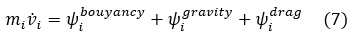 m_i v̇_i = ψ_i^{bouyancy} + ψ_i^{gravity} + ψ_i^{drag} (7)